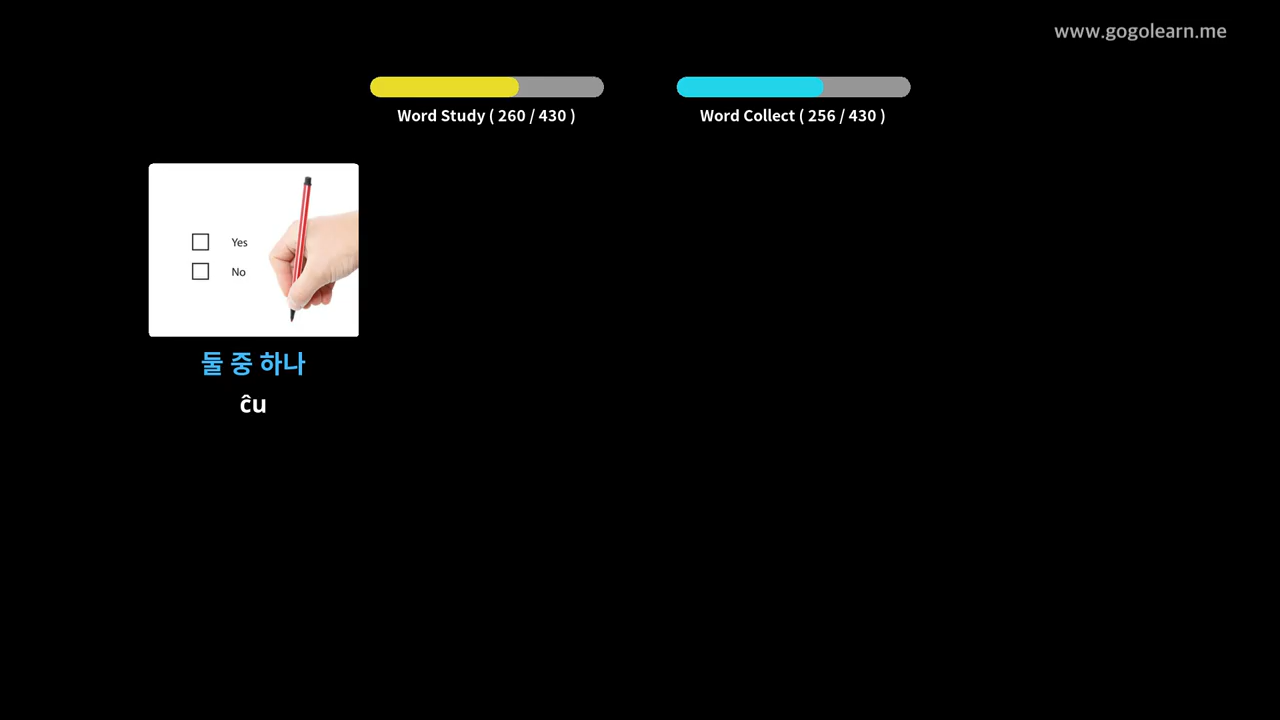 www.gogolearn.me
Word Study ( 260 / 430 )
Word Collect ( 256 / 430 )
Yes
No
둘 중 하나
ĉu